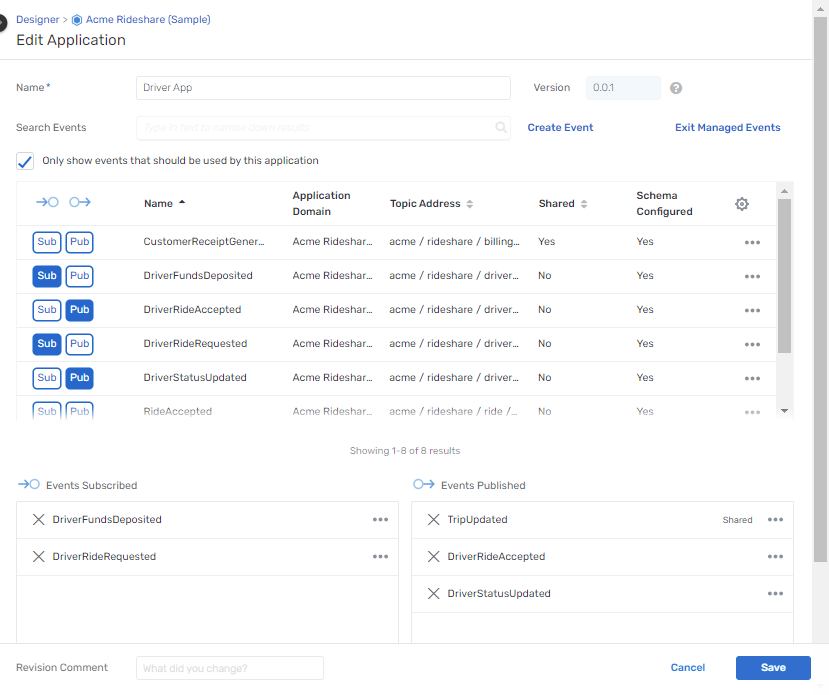 Designer > Acme Rideshare (Sample)
Edit Application
Name* Driver App Version 0.0.1 ?
Search Events Type in text to narrow down results Create Event Exit Managed Events
Only show events that should be used by this application
Name Application Domain Topic Address Shared Schema Configured
Sub Pub CustomerReceiptGener... Acme Rideshar... acme / rideshare / billing... Yes Yes
Sub Pub DriverFundsDeposited Acme Rideshar... acme / rideshare / driver... No Yes
Sub Pub DriverRideAccepted Acme Rideshar... acme / rideshare / driver... No Yes
Sub Pub DriverRideRequested Acme Rideshar... acme / rideshare / driver... No Yes
Sub Pub DriverStatusUpdated Acme Rideshar... acme / rideshare / driver... No Yes
Sub Pub RideAccepted Acme Rideshar... acme / rideshare / ride /... No Yes
Showing 1-8 of 8 results
Events Subscribed
DriverFundsDeposited
DriverRideRequested
Events Published
TripUpdated Shared
DriverRideAccepted
DriverStatusUpdated
Revision Comment What did you change? Cancel Save